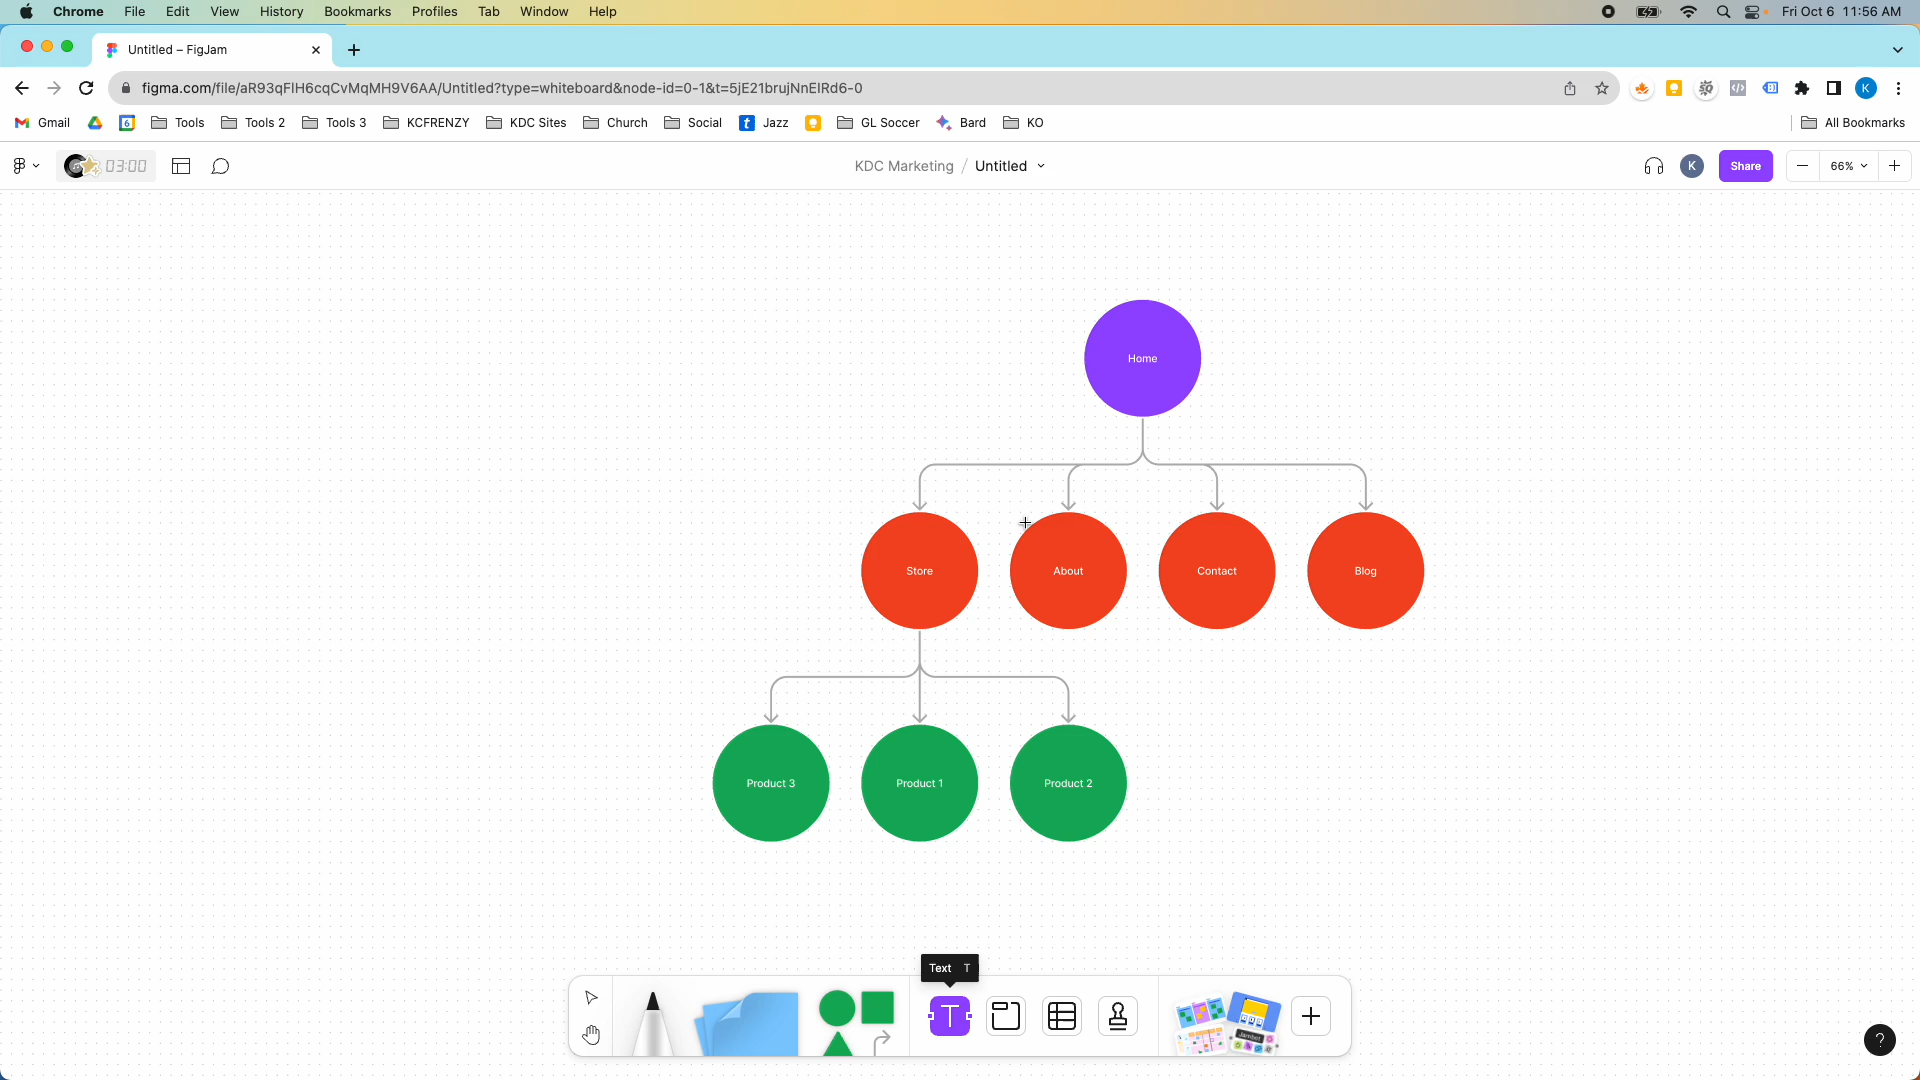 Chrome File Edit View History Bookmarks Profiles Tab Window Help
Fri Oct 6 11:56 AM
Untitled – FigJam
figma.com/file/aR93qFlH6cqCvMqMH9V6AA/Untitled?type=whiteboard&node-id=0-1&t=5jE21brujNnElRd6-0
K
Gmail
6
Tools
Tools 2
Tools 3
KCFRENZY
KDC Sites
Church
Social
t
Jazz
GL Soccer
Bard
KO
All Bookmarks
03:00
KDC Marketing / Untitled
K
Share
66%
Home
Store
About
Contact
Blog
Product 3
Product 1
Product 2
Text T
T
?